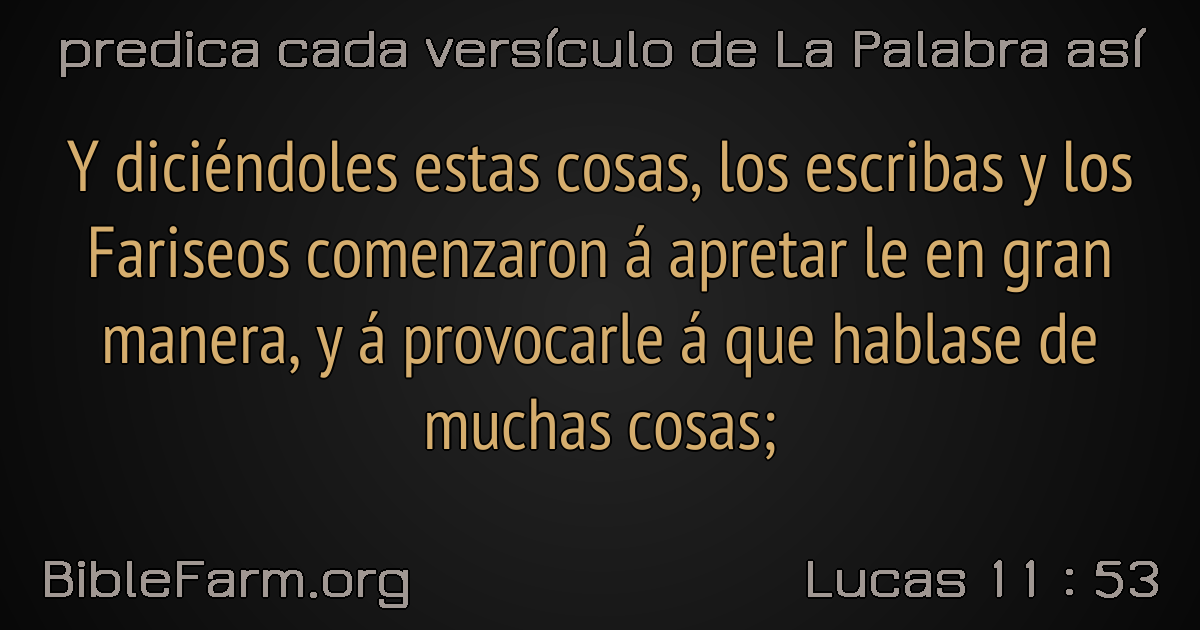 predica cada versículo de La Palabra así
Y diciéndoles estas cosas, los escribas y los
Fariseos comenzaron á apretar le en gran
manera, y á provocarle á que hablase de
muchas cosas;
BibleFarm.org
Lucas 11 : 53